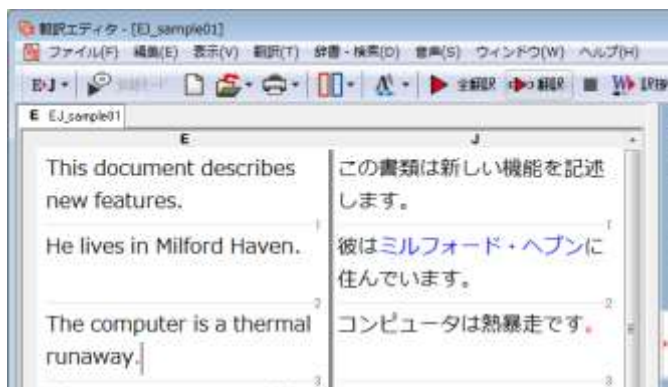 翻訳エディタ - [EJ_sample01]
ファイル(F) 編集(E) 表示(V) 翻訳(T) 辞書・検索(D) 音声(S) ウィンドウ(W) ヘルプ(H)
E›J 全翻訳 翻訳
E EJ_sample01
E J
This document describes
new features.
1
この書類は新しい機能を記述
します。
1
He lives in Milford Haven.
2
彼はミルフォード・ヘブンに
住んでいます。
2
The computer is a thermal
runaway.
3
コンピュータは熱暴走です。
3